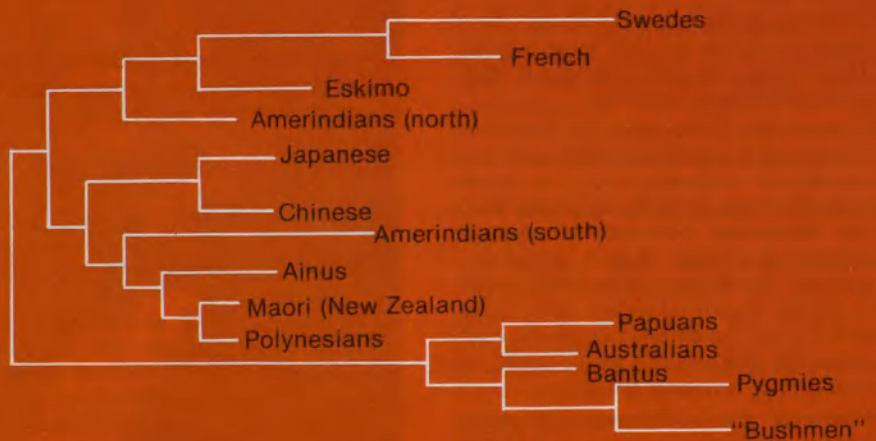 Swedes
French
Eskimo
Amerindians (north)
Japanese
Chinese
Amerindians (south)
Ainus
Maori (New Zealand)
Polynesians
Papuans
Australians
Bantus
Pygmies
"Bushmen"